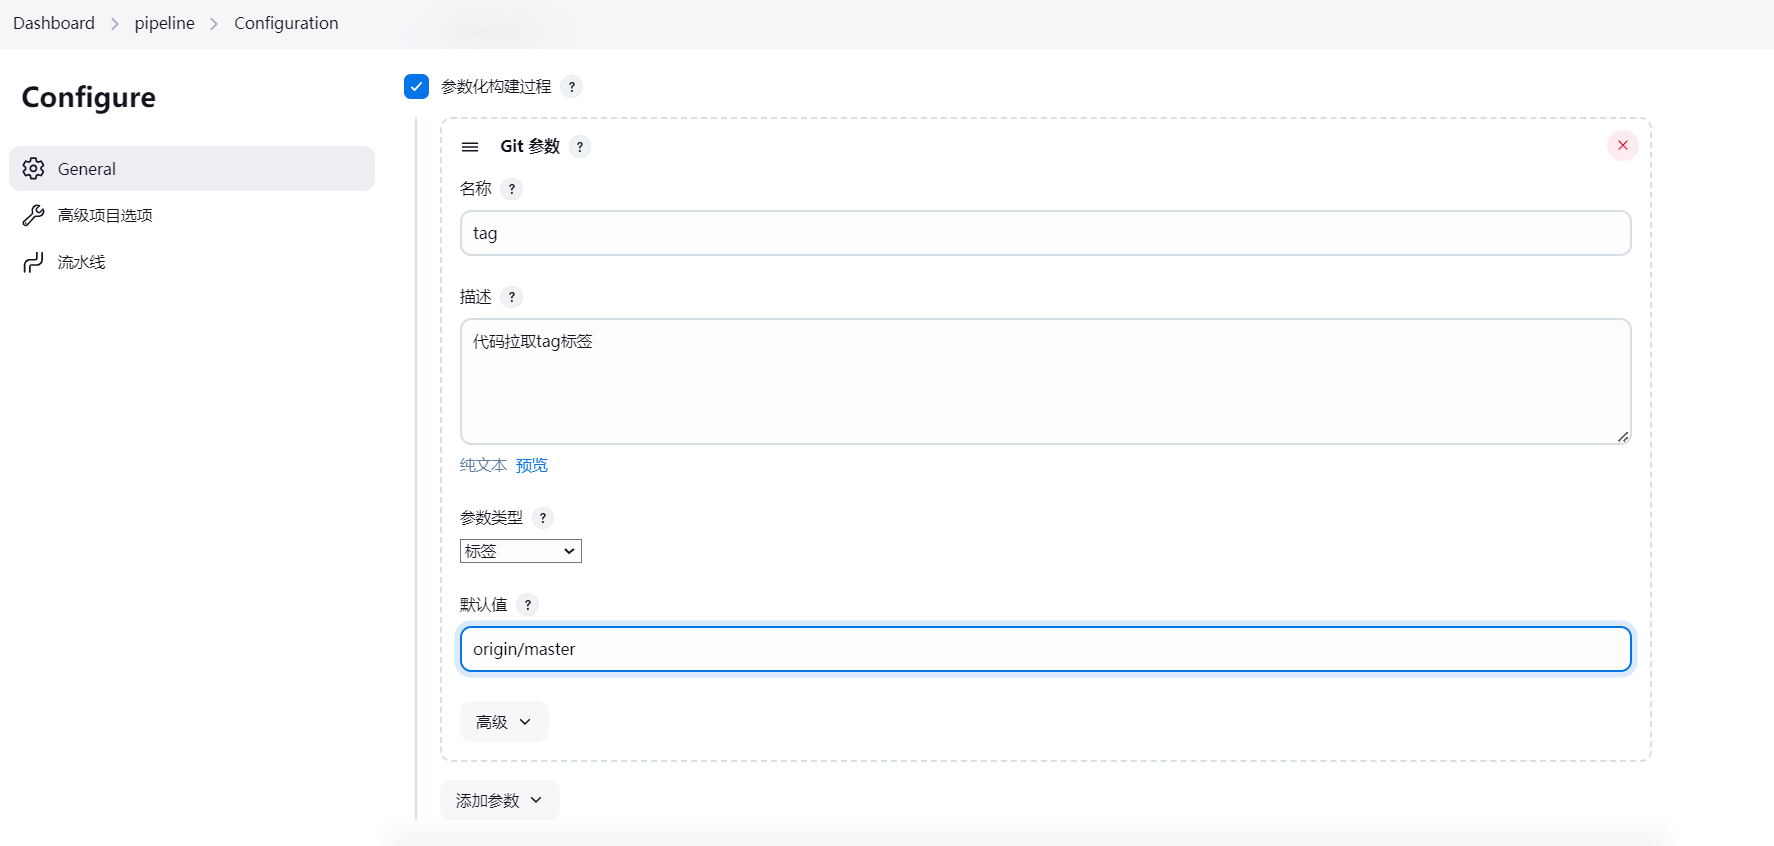 Dashboard > pipeline > Configuration
Configure
General
高级项目选项
流水线
参数化构建过程 ?
Git 参数 ?
名称 ?
tag
描述 ?
代码拉取tag标签
纯文本 预览
参数类型 ?
标签
默认值 ?
origin/master
高级
添加参数